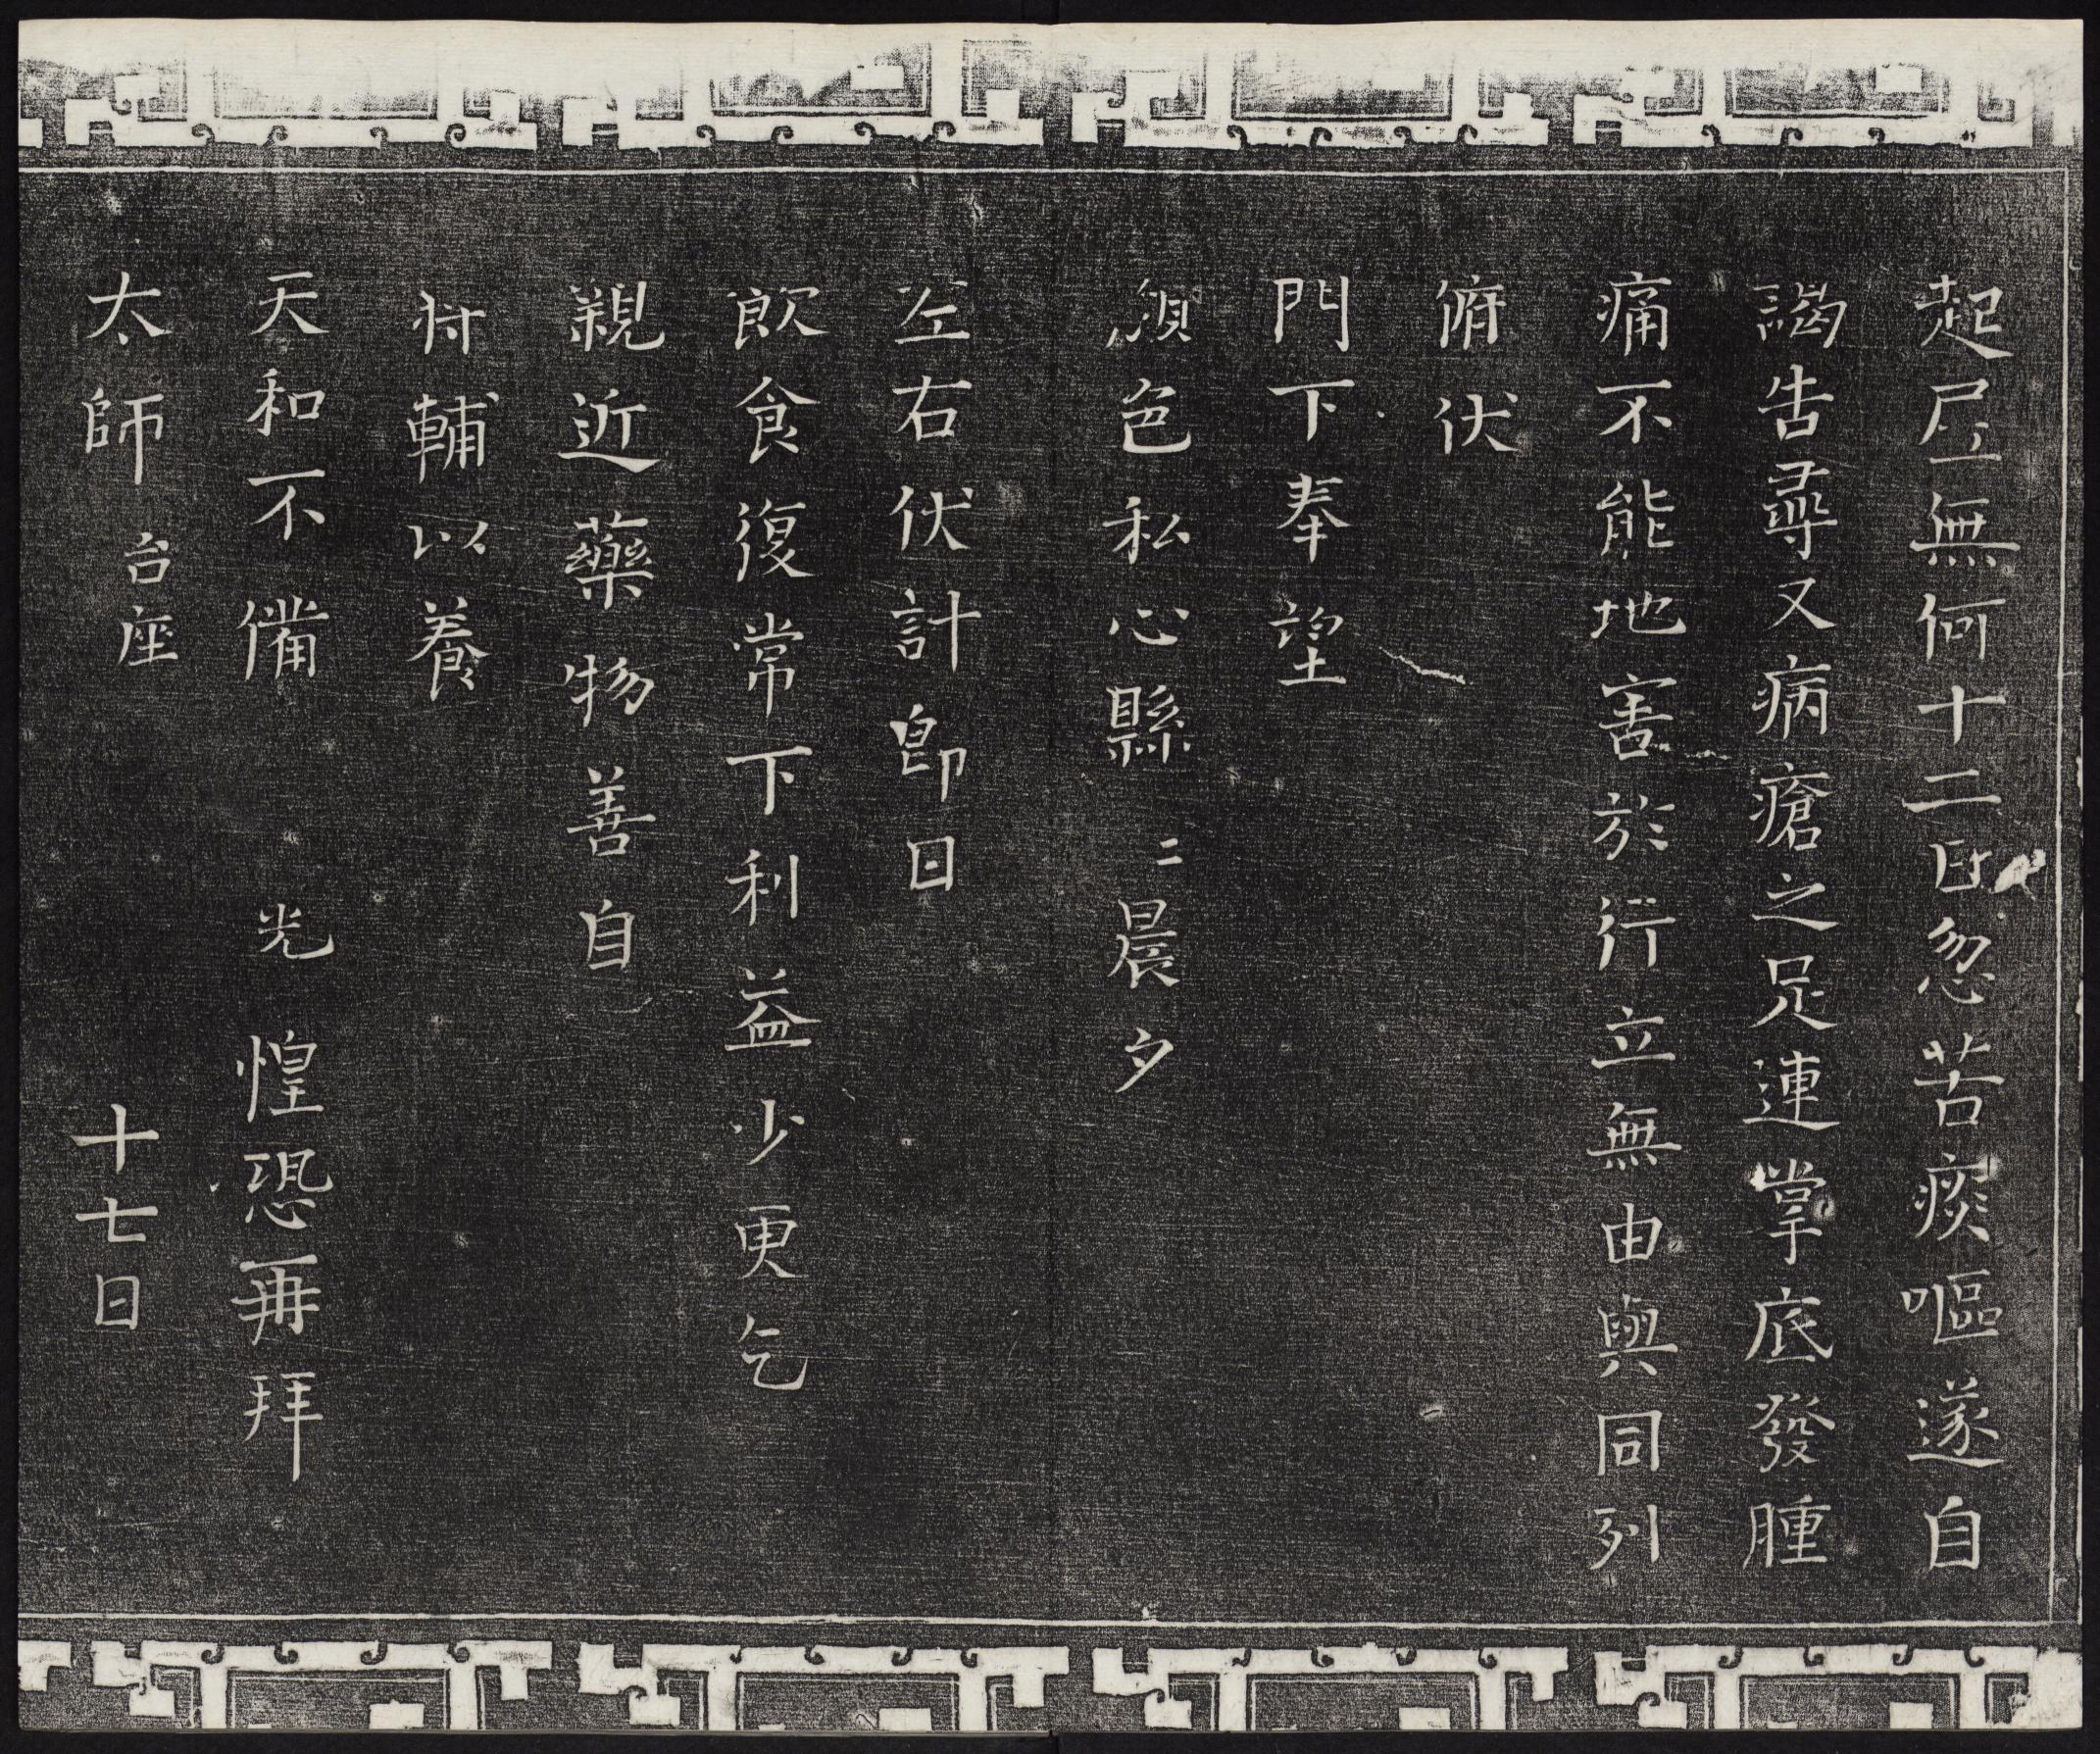 起居無何十二日忽苦痰嘔遂自
謁告尋又病瘡之足連掌底發腫
痛不能地害於行立無由與同列
俯伏
門下奉望
顏色私心縣〻晨夕
左右伏計即日
飲食復常下利益少更乞
親近藥物善自
將輔以養
天和不備 光 惶恐再拜
太師 台座 十七日